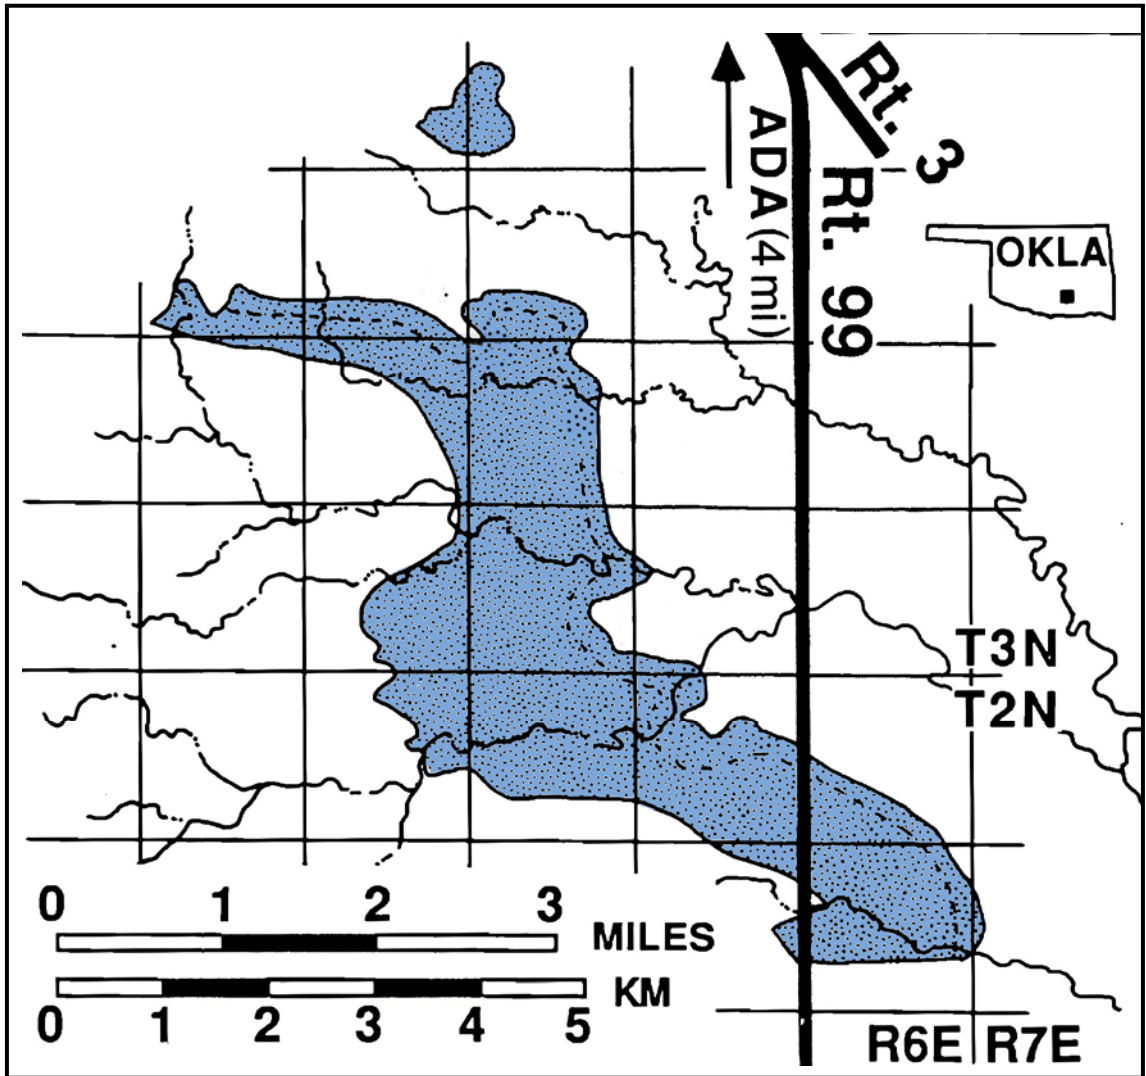 Rt. 3
ADA (4 mi)
Rt. 99
OKLA
T3N
T2N
0 1 2 3
MILES
KM
0 1 2 3 4 5
R6E R7E